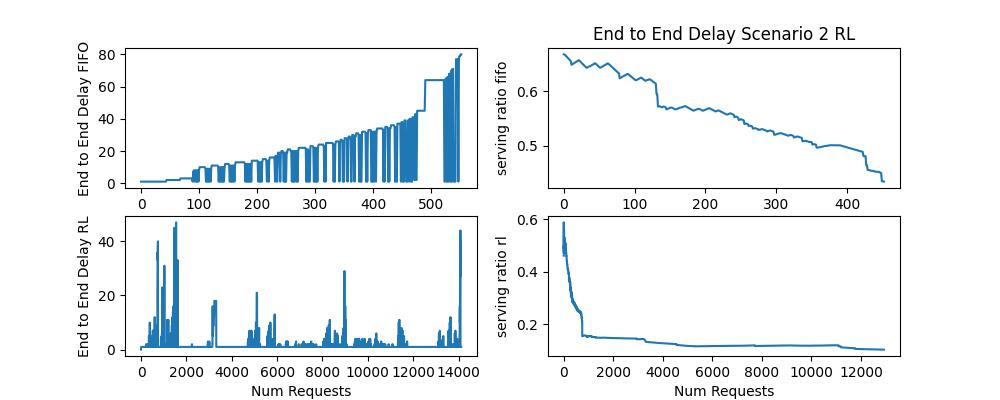 End to End Delay Scenario 2 RL
End to End Delay FIFO
80
60
40
20
0
0 100 200 300 400 500
serving ratio fifo
0.6
0.5
0 100 200 300 400
End to End Delay RL
40
20
0
0 2000 4000 6000 8000 10000 12000 14000
Num Requests
serving ratio rl
0.6
0.4
0.2
0 2000 4000 6000 8000 10000 12000
Num Requests